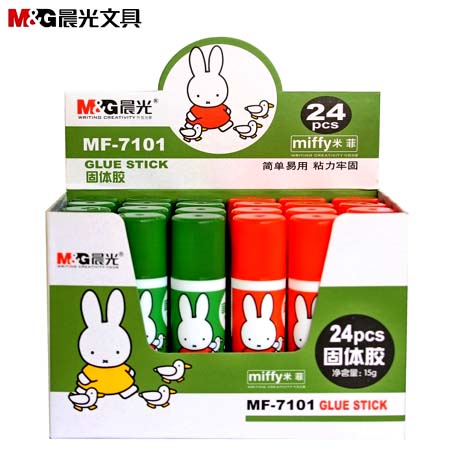 M&G晨光文具
M&G晨光®
WRITING CREATIVITY
MF-7101
GLUE STICK
固体胶
24
pcs
miffy米菲
简单易用 粘力牢固
M&G晨光®
24pcs
固体胶
净含量：15g
miffy米菲
MF-7101 GLUE STICK